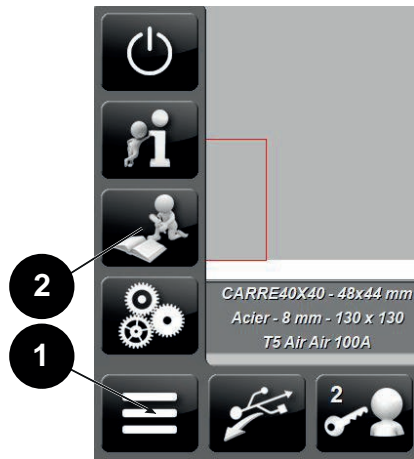 2
CARRE40X40 - 48x44 mm
Acier - 8 mm - 130 x 130
T5 Air Air 100A
1
2